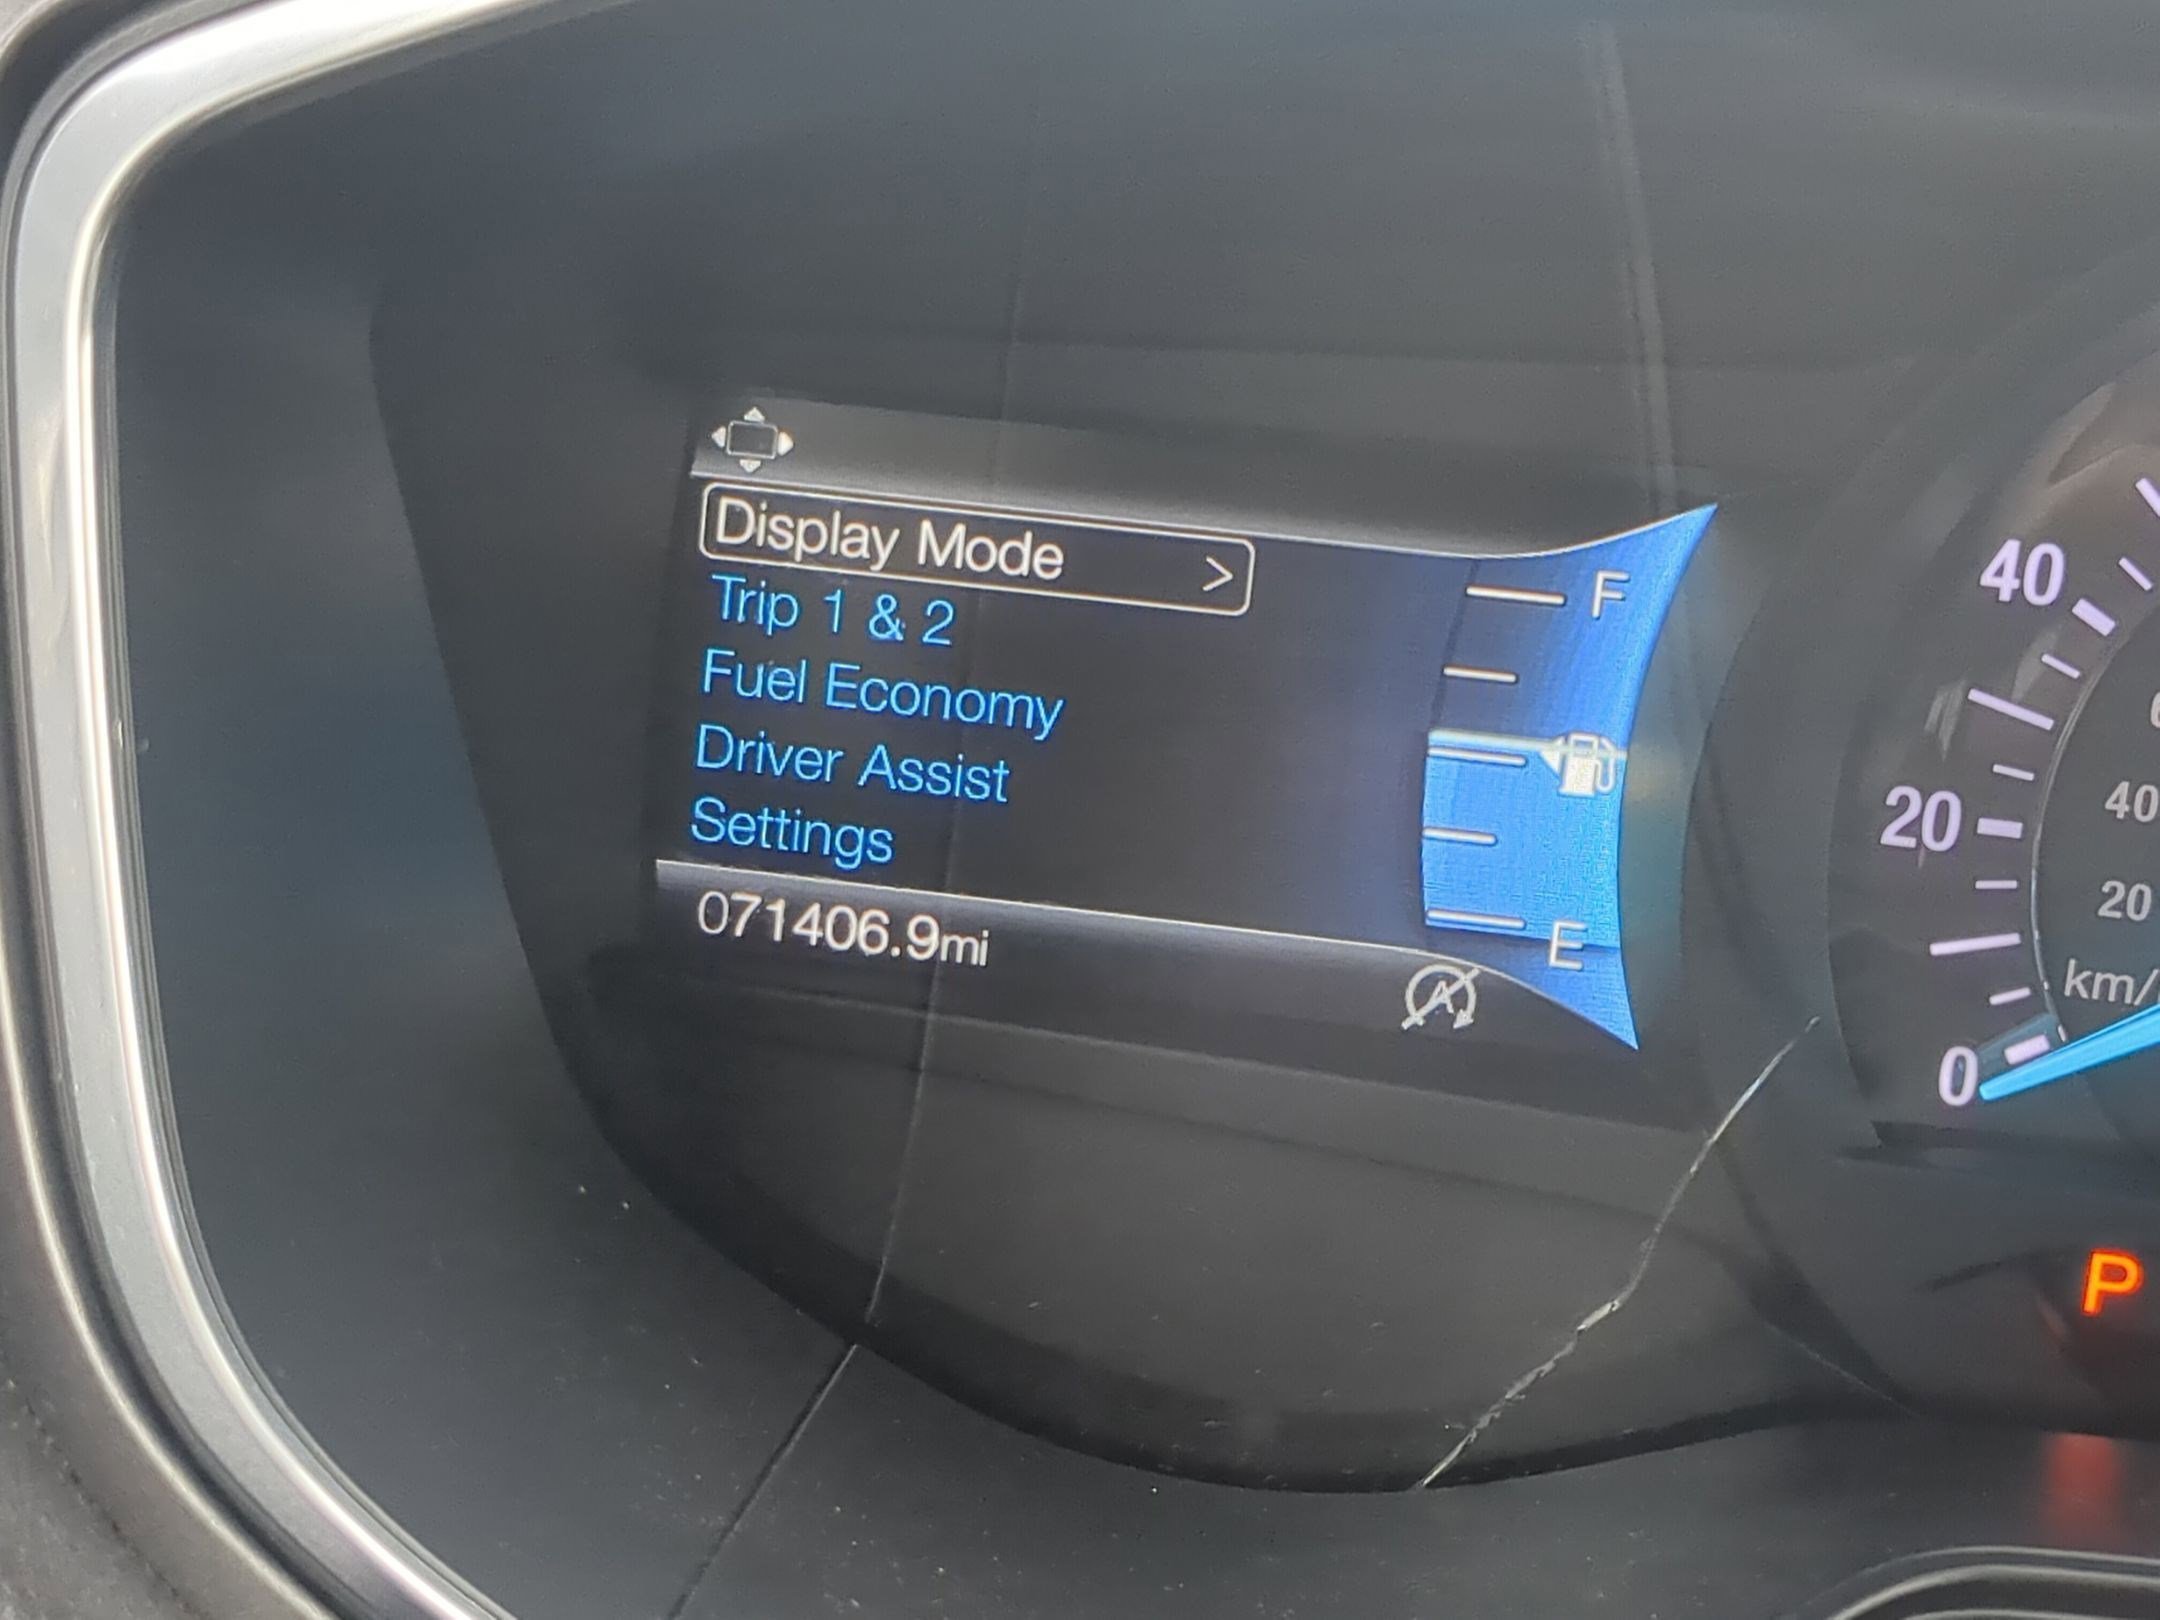 Display Mode >
Trip 1 & 2
Fuel Economy
Driver Assist
Settings
071406.9mi
F
E
A
40
20
0
40
20
km/
P